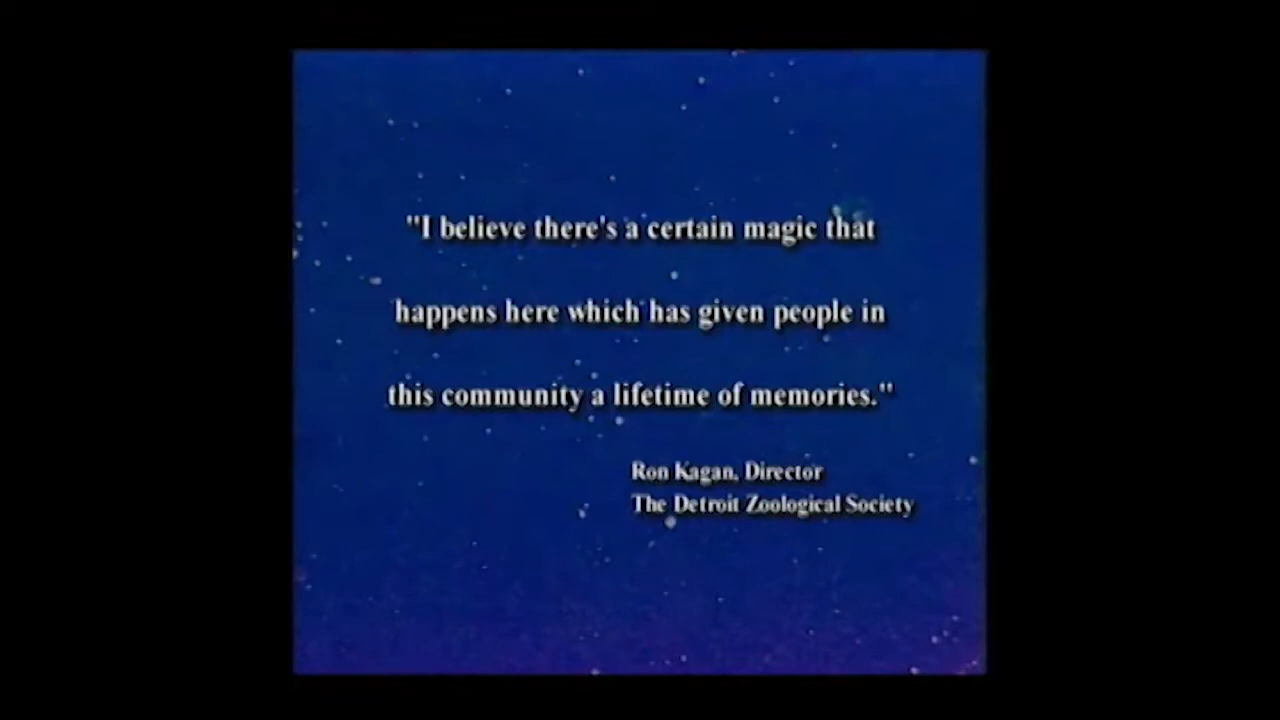 "I believe there's a certain magic that
happens here which has given people in
this community a lifetime of memories."
Ron Kagan, Director
The Detroit Zoological Society